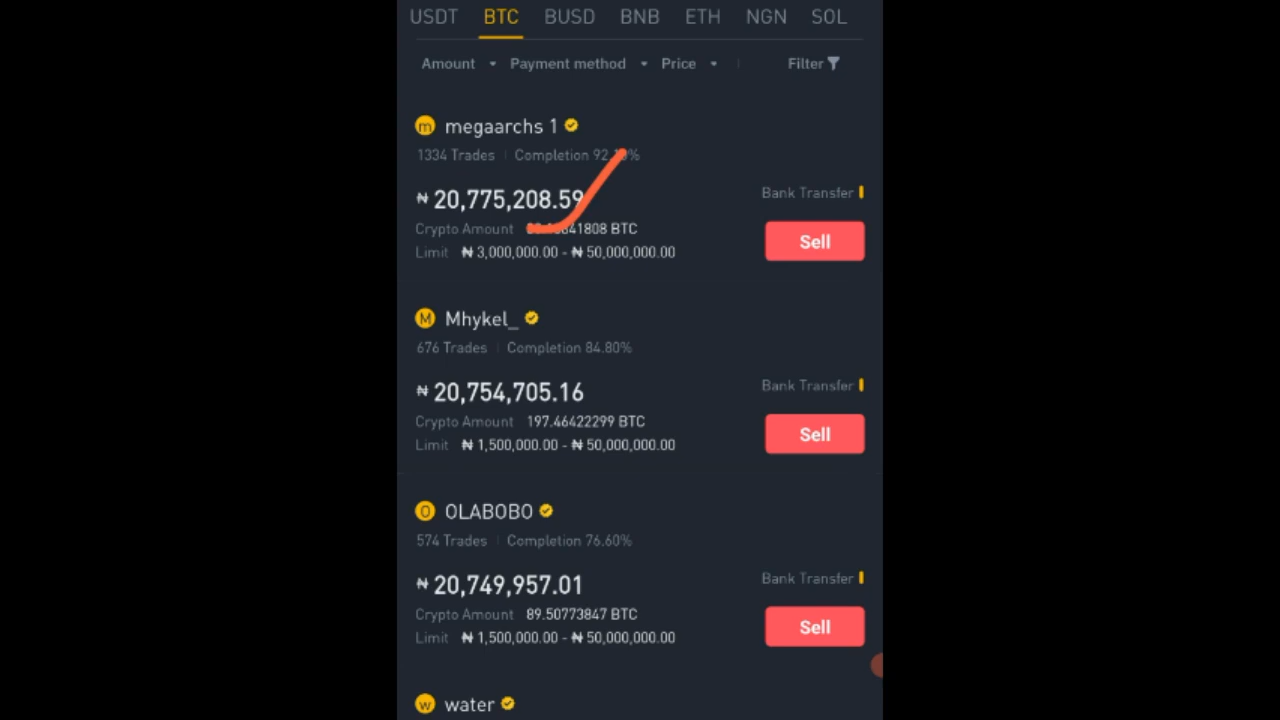 USDT BTC BUSD BNB ETH NGN SOL
Amount Payment method Price Filter
m megaarchs 1
1334 Trades Completion
₦ 20,775,208.59 Bank Transfer
Crypto Amount BTC
Sell
Limit ₦ 3,000,000.00 - ₦ 50,000,000.00
M Mhykel_
676 Trades Completion 84.80%
₦ 20,754,705.16 Bank Transfer
Crypto Amount 197.46422299 BTC
Sell
Limit ₦ 1,500,000.00 - ₦ 50,000,000.00
O OLABOBO
574 Trades Completion 76.60%
₦ 20,749,957.01 Bank Transfer
Crypto Amount 89.50773847 BTC
Sell
Limit ₦ 1,500,000.00 - ₦ 50,000,000.00
w water